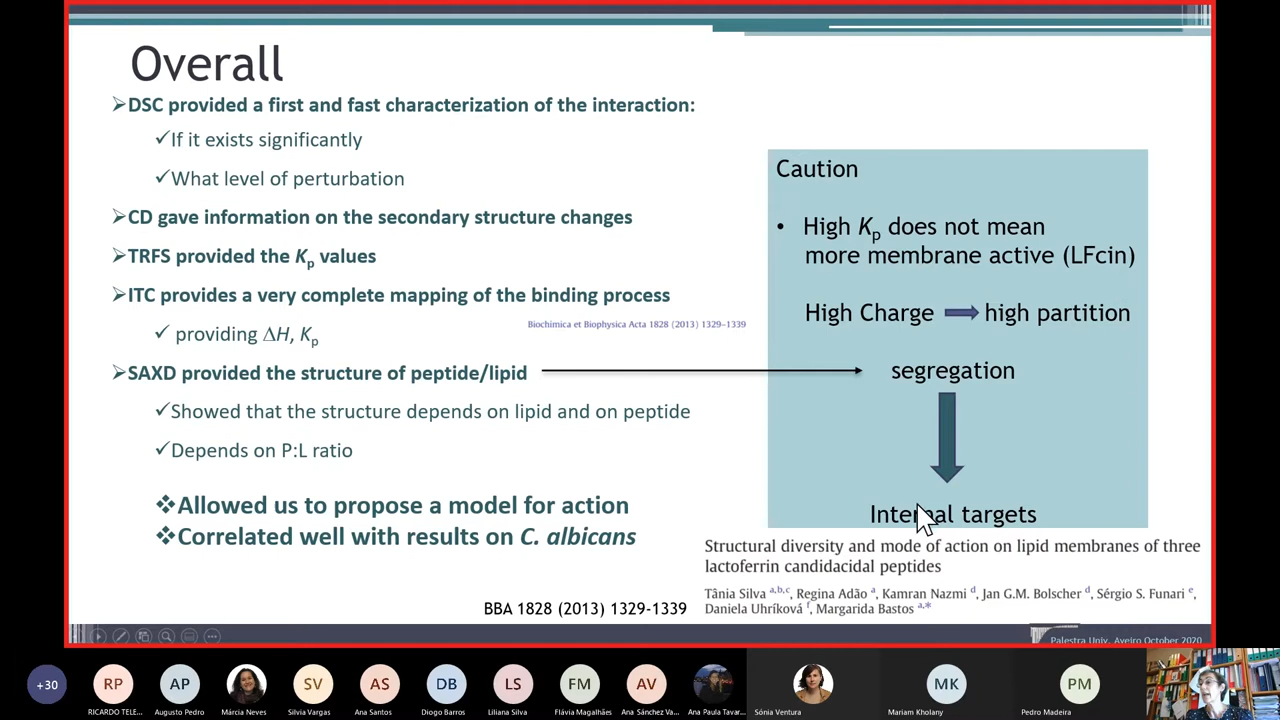 Overall
➢DSC provided a first and fast characterization of the interaction:
✓If it exists significantly
✓What level of perturbation
➢CD gave information on the secondary structure changes
➢TRFS provided the Kp values
➢ITC provides a very complete mapping of the binding process
✓ providing ΔH, Kp
Biochimica et Biophysica Acta 1828 (2013) 1329–1339
➢SAXD provided the structure of peptide/lipid
✓Showed that the structure depends on lipid and on peptide
✓Depends on P:L ratio
❖Allowed us to propose a model for action
❖Correlated well with results on C. albicans
BBA 1828 (2013) 1329-1339
Caution
• High Kp does not mean
more membrane active (LFcin)
High Charge high partition
segregation
Internal targets
Structural diversity and mode of action on lipid membranes of three
lactoferrin candidacidal peptides
Tânia Silva a,b,c, Regina Adão a, Kamran Nazmi d, Jan G.M. Bolscher d, Sérgio S. Funari e,
Daniela Uhríková f, Margarida Bastos a,*
Palestra Univ. Aveiro October 2020
+30
RP
AP
SV
AS
DB
LS
FM
AV
MK
PM
RICARDO TELE...
Augusto Pedro
Márcia Neves
Silvia Vargas
Ana Santos
Diogo Barros
Liliana Silva
Flávia Magalhães
Ana Sánchez Va...
Ana Paula Tavar...
Sónia Ventura
Mariam Kholany
Pedro Madeira